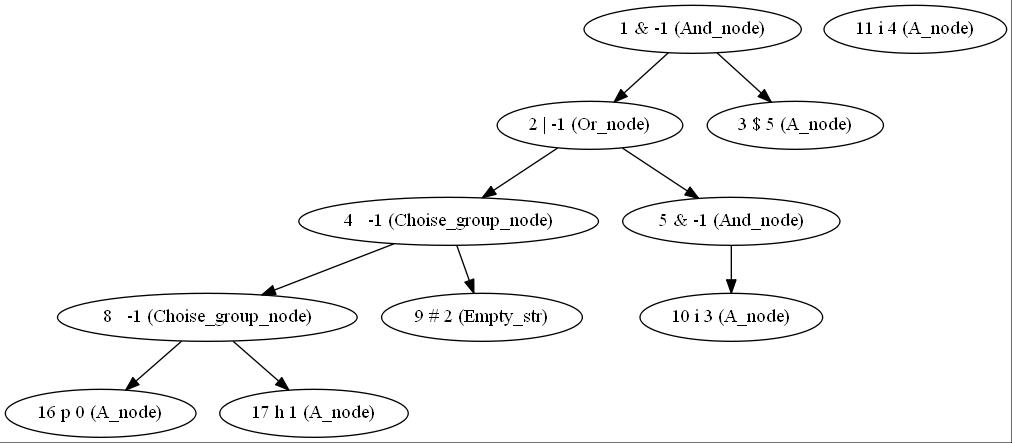 1 & -1 (And_node)
11 i 4 (A_node)
2 | -1 (Or_node)
3 $ 5 (A_node)
4   -1 (Choise_group_node)
5 & -1 (And_node)
8   -1 (Choise_group_node)
9 # 2 (Empty_str)
10 i 3 (A_node)
16 p 0 (A_node)
17 h 1 (A_node)